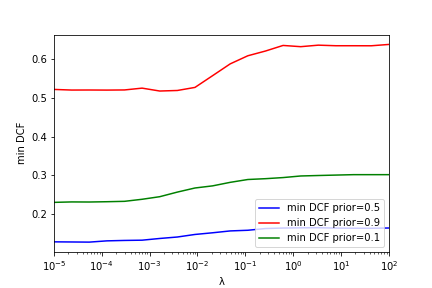 0.6
0.5
0.4
0.3
0.2
min DCF
10⁻⁵
10⁻⁴
10⁻³
10⁻²
10⁻¹
10⁰
10¹
10²
λ
min DCF prior=0.5
min DCF prior=0.9
min DCF prior=0.1